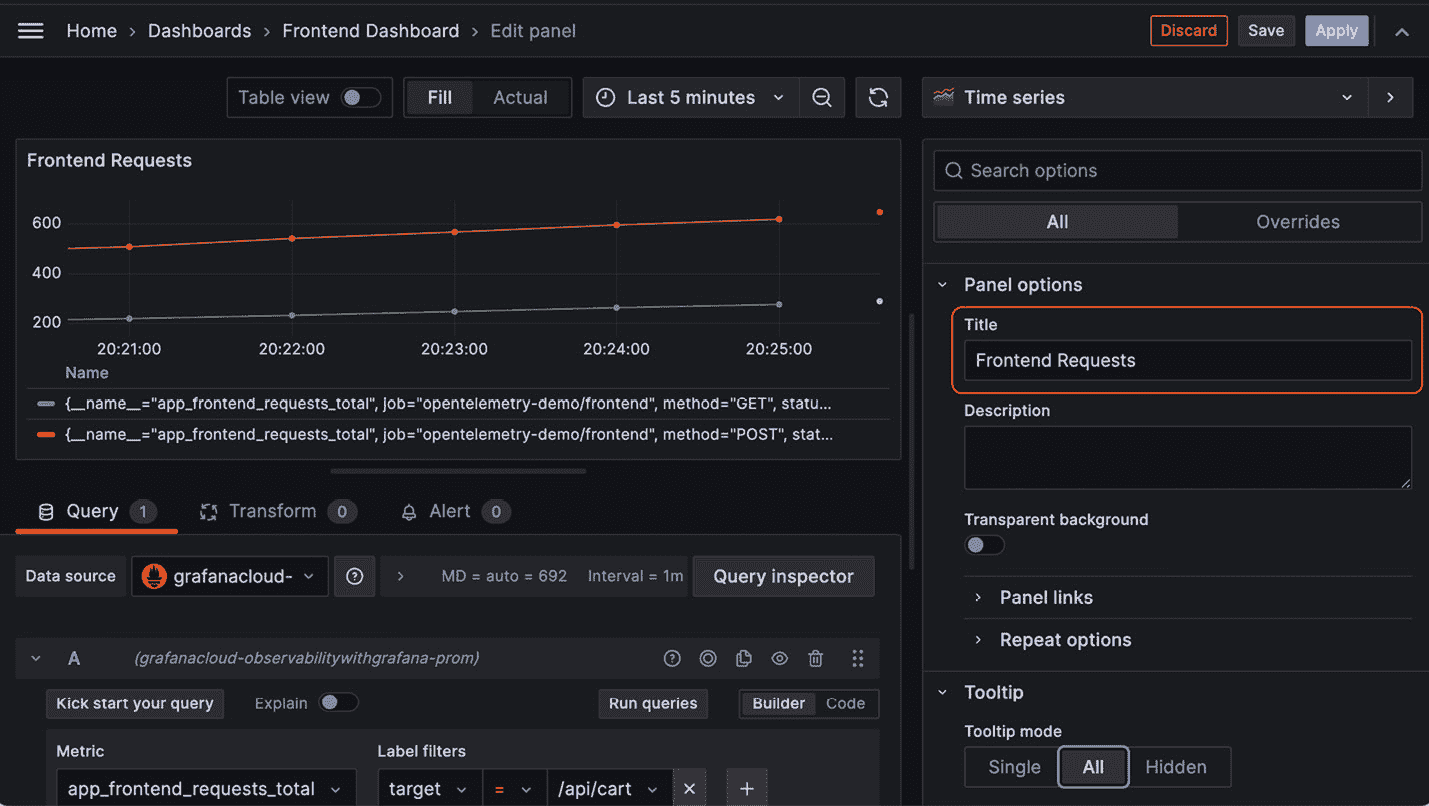 Home › Dashboards › Frontend Dashboard › Edit panel
Discard Save Apply
Table view Fill Actual Last 5 minutes
Time series
Frontend Requests
600
400
200
20:21:00 20:22:00 20:23:00 20:24:00 20:25:00
Name
{__name__="app_frontend_requests_total", job="opentelemetry-demo/frontend", method="GET", statu...
{__name__="app_frontend_requests_total", job="opentelemetry-demo/frontend", method="POST", stat...
Query 1 Transform 0 Alert 0
Data source grafanacloud- MD = auto = 692 Interval = 1m Query inspector
A (grafanacloud-observabilitywithgrafana-prom)
Kick start your query Explain Run queries Builder Code
Metric Label filters
app_frontend_requests_total target = /api/cart × +
Search options
All Overrides
Panel options
Title
Frontend Requests
Description
Transparent background
Panel links
Repeat options
Tooltip
Tooltip mode
Single All Hidden